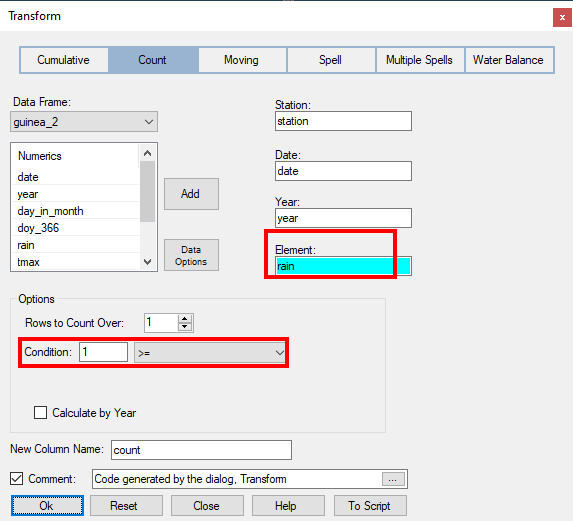 Transform
x
Cumulative Count Moving Spell Multiple Spells Water Balance
Data Frame:
guinea_2
Numerics
date
year
day_in_month
doy_366
rain
tmax
Add
Data
Options
Station:
station
Date:
date
Year:
year
Element:
rain
Options
Rows to Count Over: 1
Condition: 1 >=
Calculate by Year
New Column Name: count
Comment: Code generated by the dialog, Transform ...
Ok Reset Close Help To Script